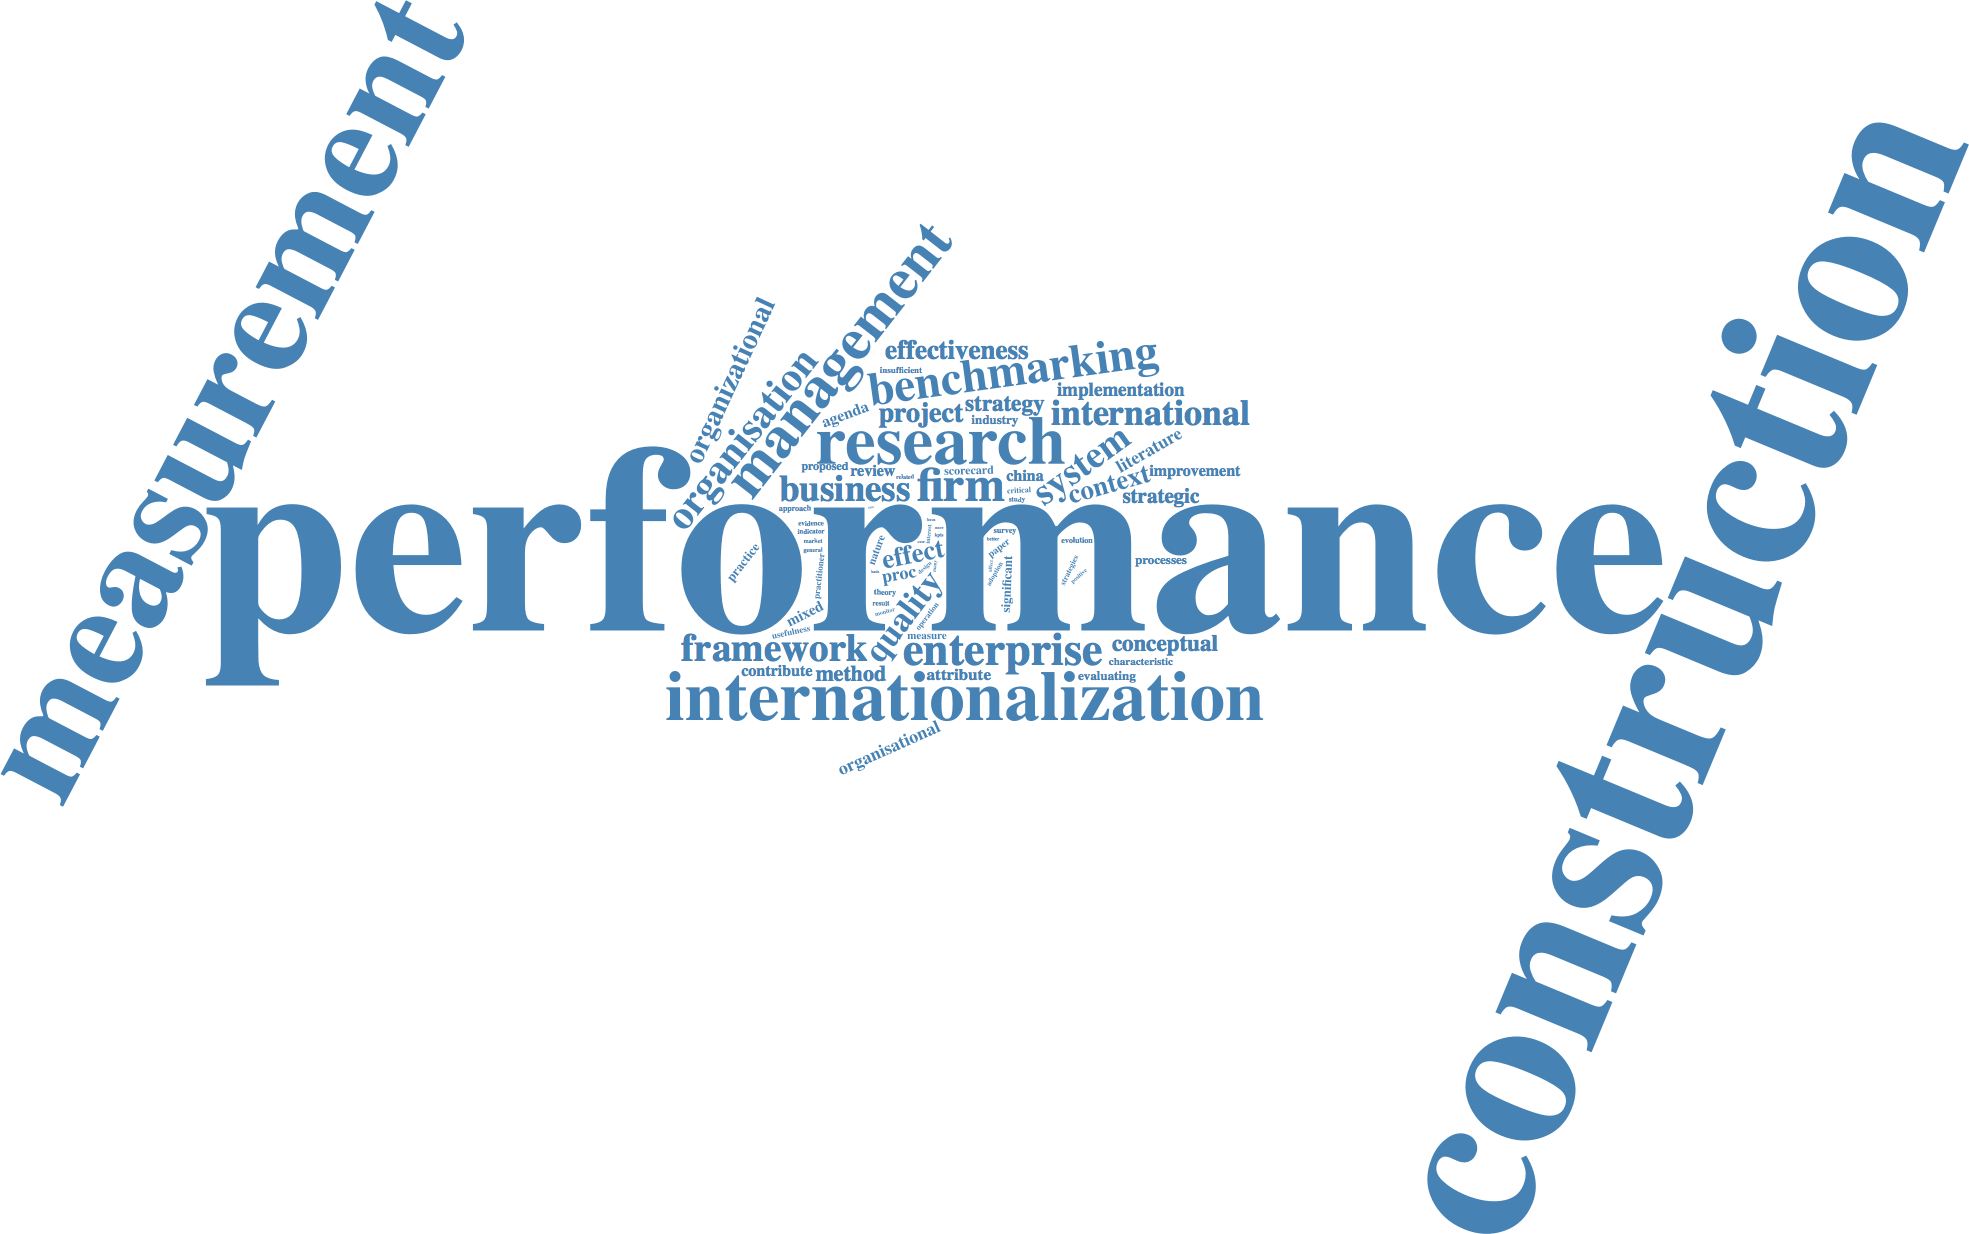 measurement
construction
organizational
management
organisation
effectiveness
benchmarking
insufficient
implementation
agenda
project
strategy
international
industry
research
system
literature
proposed
review
related
scorecard
china
context
improvement
business
firm
critical
study
strategic
approach
performance
evidence
indicator
market
general
practice
practitioner
nature
effect
proc
design
theory
result
monitor
quality
operation
internal
survey
better
paper
adoption
significant
evolution
strategies
positive
processes
mixed
usefulness
measure
framework
enterprise
conceptual
characteristic
contribute
method
attribute
evaluating
internationalization
organisational